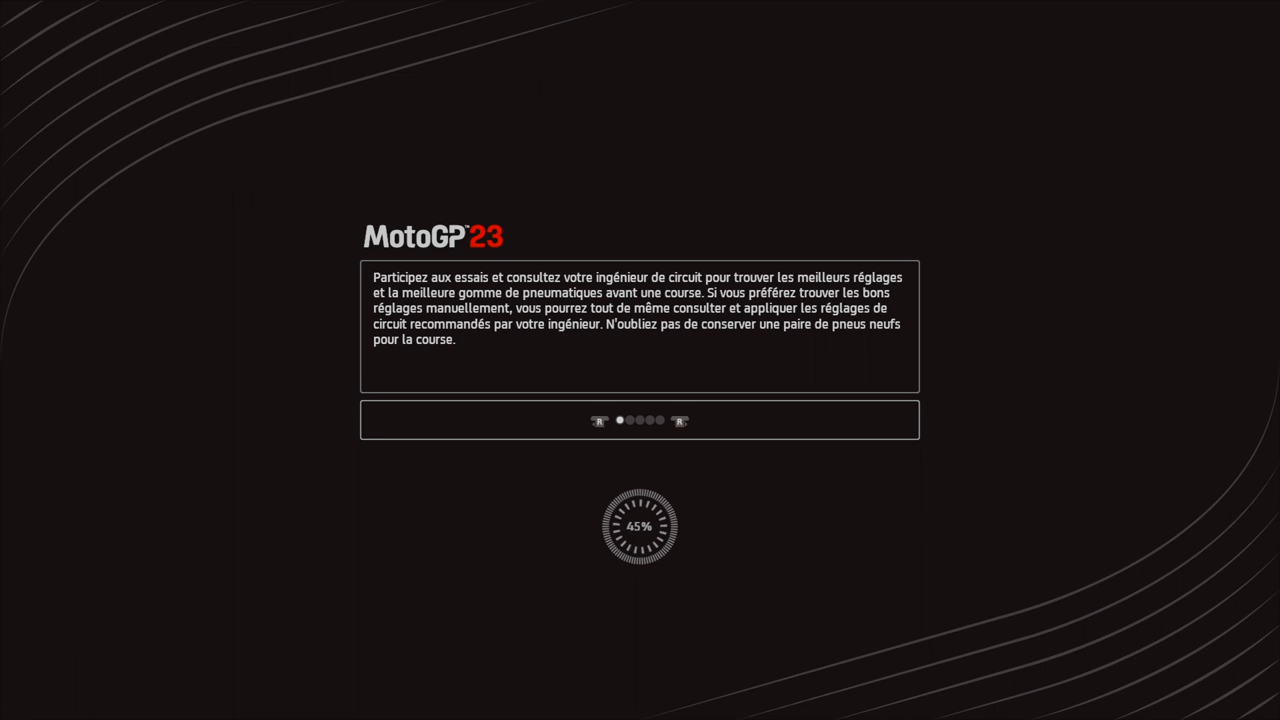 MotoGP™23
Participez aux essais et consultez votre ingénieur de circuit pour trouver les meilleurs réglages
et la meilleure gomme de pneumatiques avant une course. Si vous préférez trouver les bons
réglages manuellement, vous pourrez tout de même consulter et appliquer les réglages de
circuit recommandés par votre ingénieur. N'oubliez pas de conserver une paire de pneus neufs
pour la course.
R R
45%